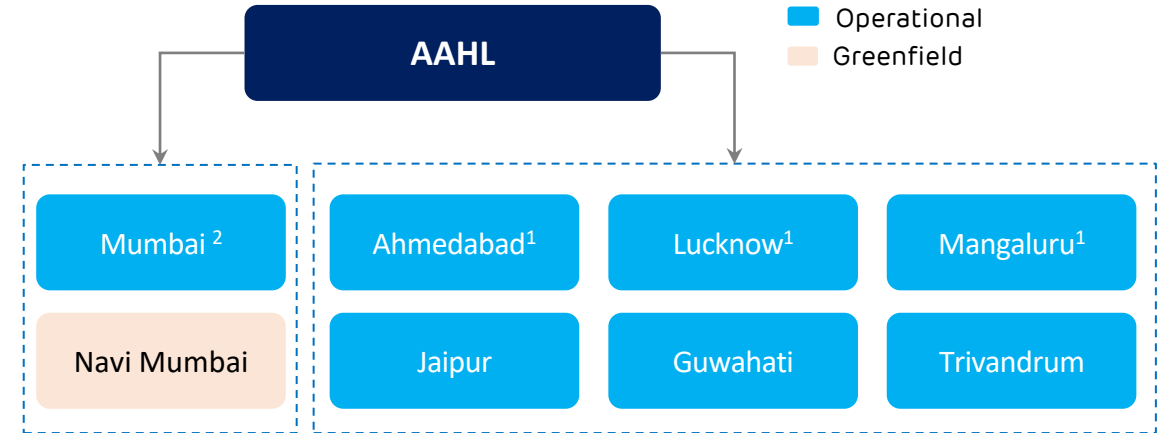 AAHL
Operational
Greenfield
Mumbai ²
Ahmedabad¹
Lucknow¹
Mangaluru¹
Navi Mumbai
Jaipur
Guwahati
Trivandrum